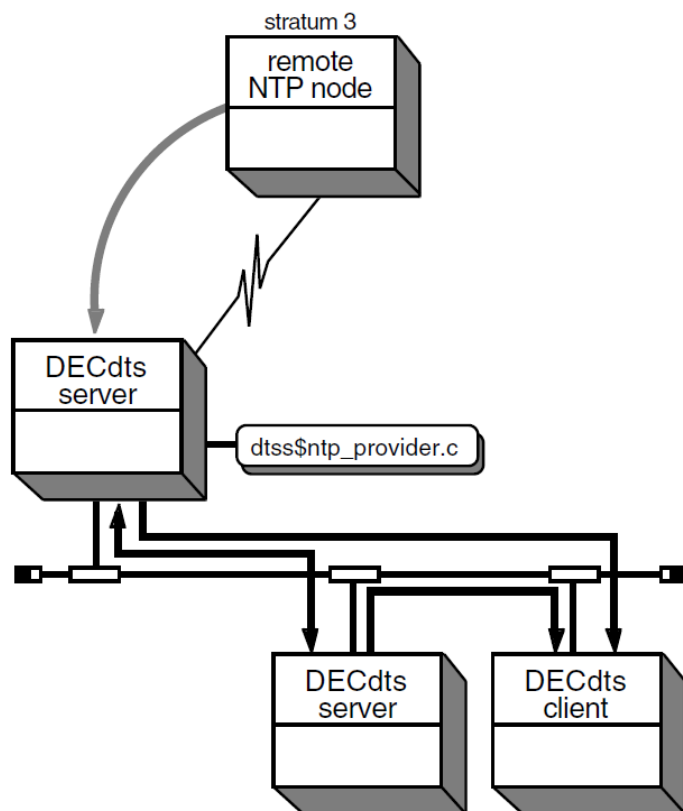 stratum 3
remote
NTP node
DECdts
server
dtss$ntp_provider.c
DECdts
server
DECdts
client